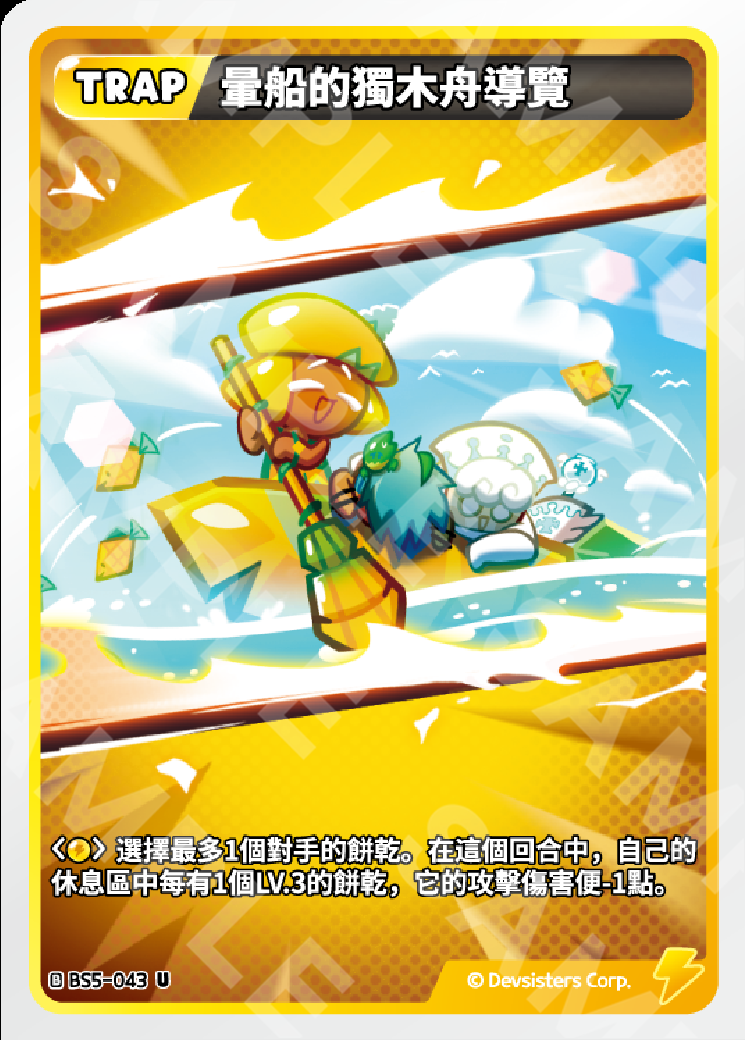 TRAP 暈船的獨木舟導覽
< > 選擇最多1個對手的餅乾。在這個回合中，自己的
休息區中每有1個LV.3的餅乾，它的攻擊傷害便-1點。
BS5-043 U
© Devsisters Corp.
SAMPLE